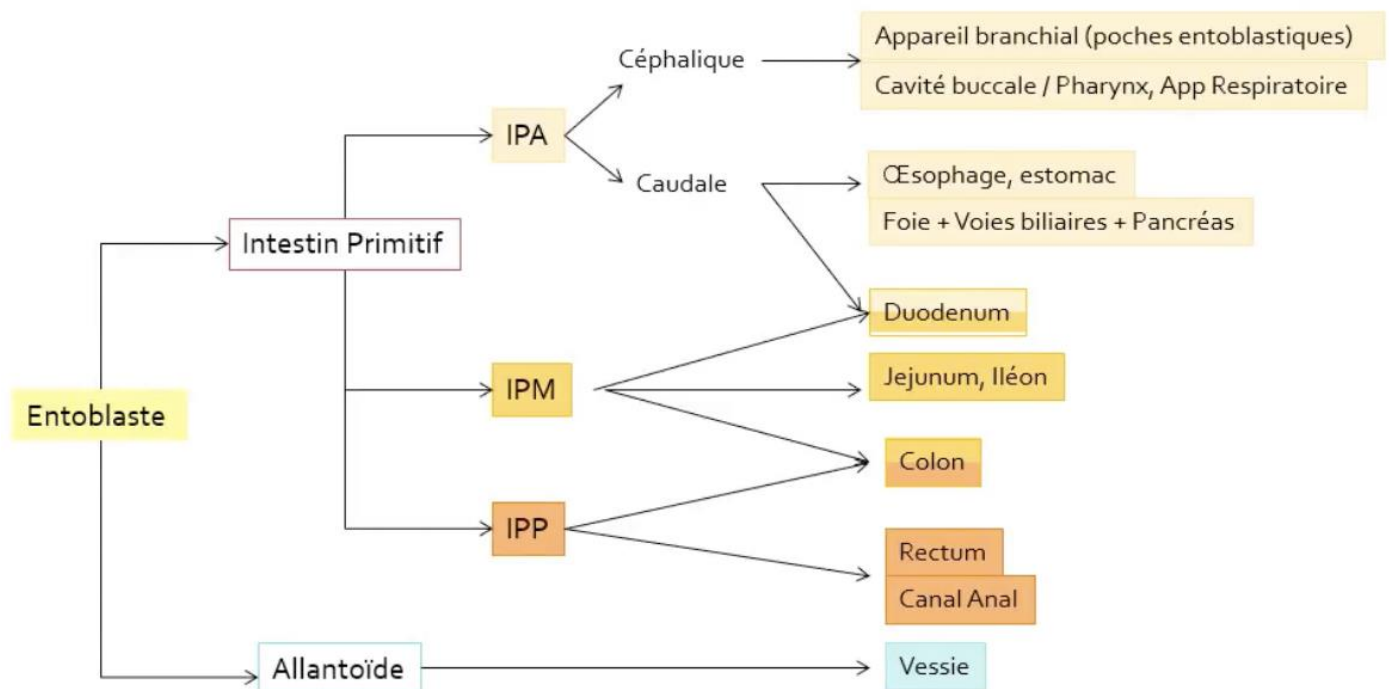 Céphalique
Appareil branchial (poches entoblastiques)
Cavité buccale / Pharynx, App Respiratoire
IPA
Caudale
Œsophage, estomac
Foie + Voies biliaires + Pancréas
Intestin Primitif
Duodenum
IPM
Jejunum, Iléon
Entoblaste
Colon
IPP
Rectum
Canal Anal
Allantoïde
Vessie